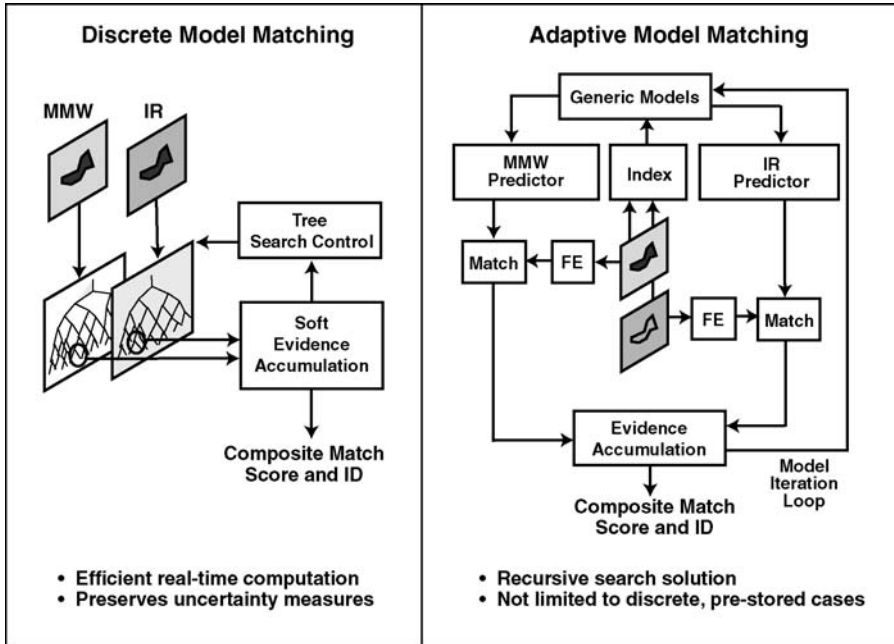 Discrete Model Matching
MMW
IR
Tree
Search Control
Soft
Evidence
Accumulation
Composite Match
Score and ID
• Efficient real-time computation
• Preserves uncertainty measures
Adaptive Model Matching
Generic Models
MMW
Predictor
Index
IR
Predictor
Match
FE
FE
Match
Evidence
Accumulation
Model
Iteration
Loop
Composite Match
Score and ID
• Recursive search solution
• Not limited to discrete, pre-stored cases